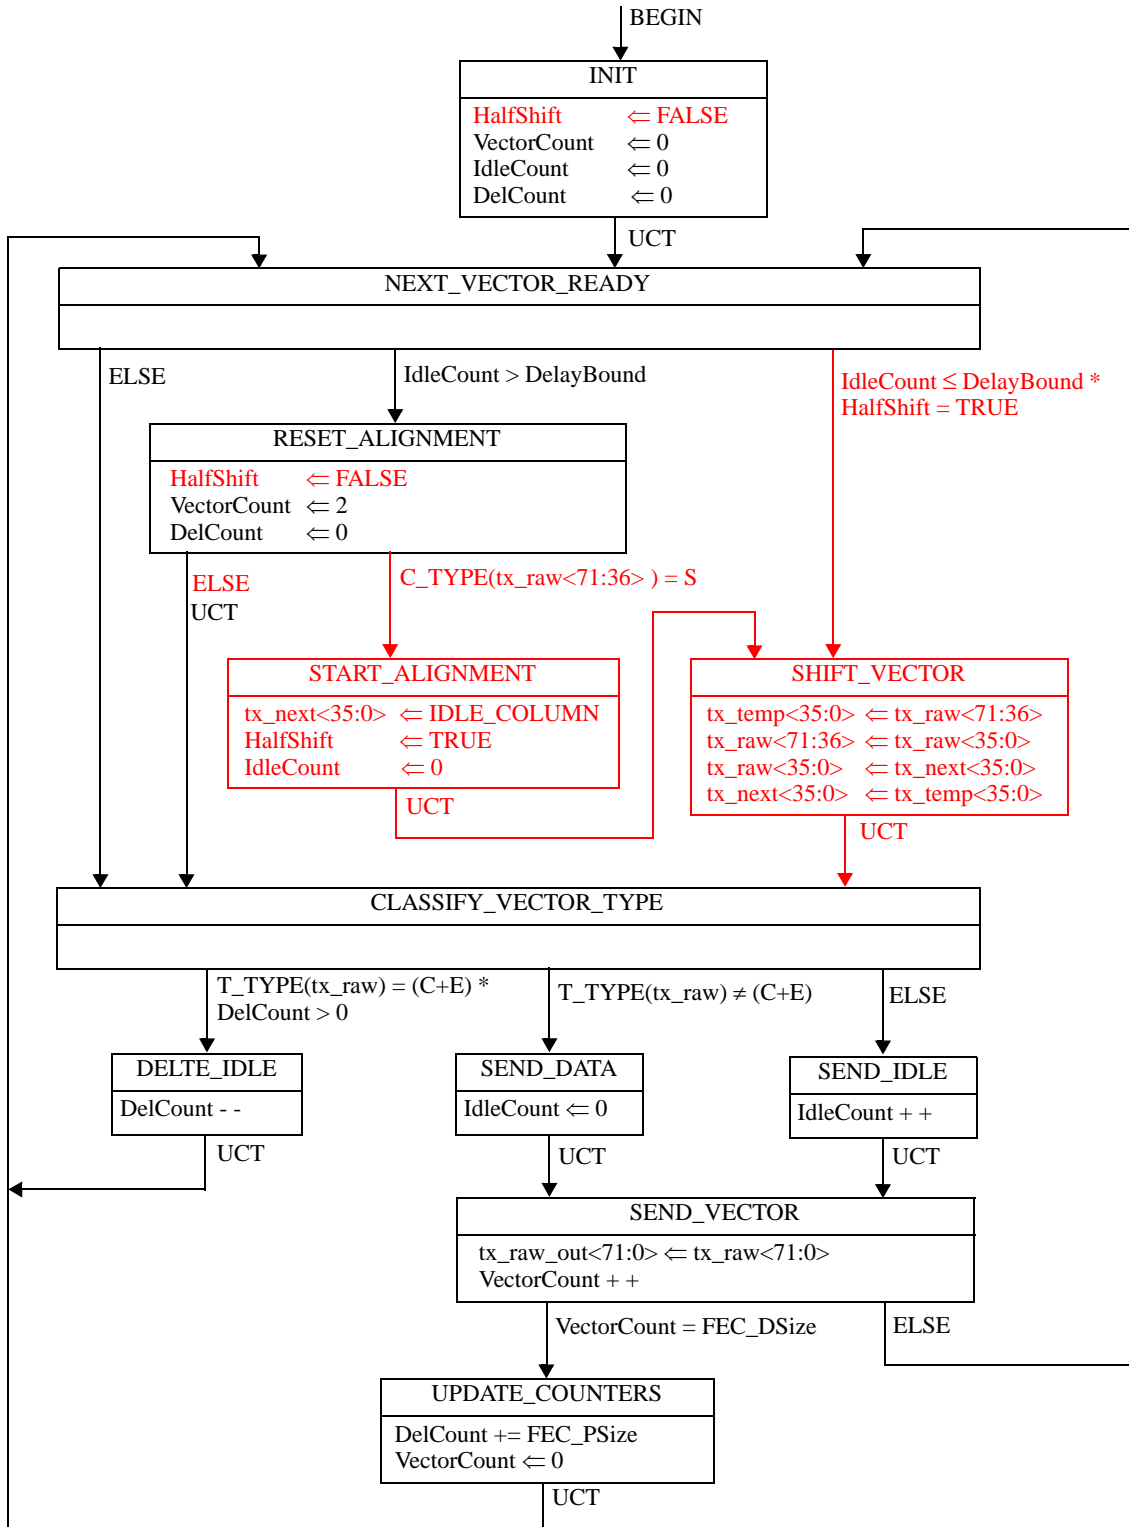 BEGIN
INIT
HalfShift ⇐ FALSE
VectorCount ⇐ 0
IdleCount ⇐ 0
DelCount ⇐ 0
UCT
NEXT_VECTOR_READY
ELSE
IdleCount > DelayBound
IdleCount ≤ DelayBound *
HalfShift = TRUE
RESET_ALIGNMENT
HalfShift ⇐ FALSE
VectorCount ⇐ 2
DelCount ⇐ 0
ELSE
UCT
C_TYPE(tx_raw<71:36> ) = S
START_ALIGNMENT
tx_next<35:0> ⇐ IDLE_COLUMN
HalfShift ⇐ TRUE
IdleCount ⇐ 0
UCT
SHIFT_VECTOR
tx_temp<35:0> ⇐ tx_raw<71:36>
tx_raw<71:36> ⇐ tx_raw<35:0>
tx_raw<35:0> ⇐ tx_next<35:0>
tx_next<35:0> ⇐ tx_temp<35:0>
UCT
CLASSIFY_VECTOR_TYPE
T_TYPE(tx_raw) = (C+E) *
DelCount > 0
T_TYPE(tx_raw) ≠ (C+E)
ELSE
DELTE_IDLE
DelCount - -
UCT
SEND_DATA
IdleCount ⇐ 0
UCT
SEND_IDLE
IdleCount + +
UCT
SEND_VECTOR
tx_raw_out<71:0> ⇐ tx_raw<71:0>
VectorCount + +
VectorCount = FEC_DSize
ELSE
UPDATE_COUNTERS
DelCount += FEC_PSize
VectorCount ⇐ 0
UCT